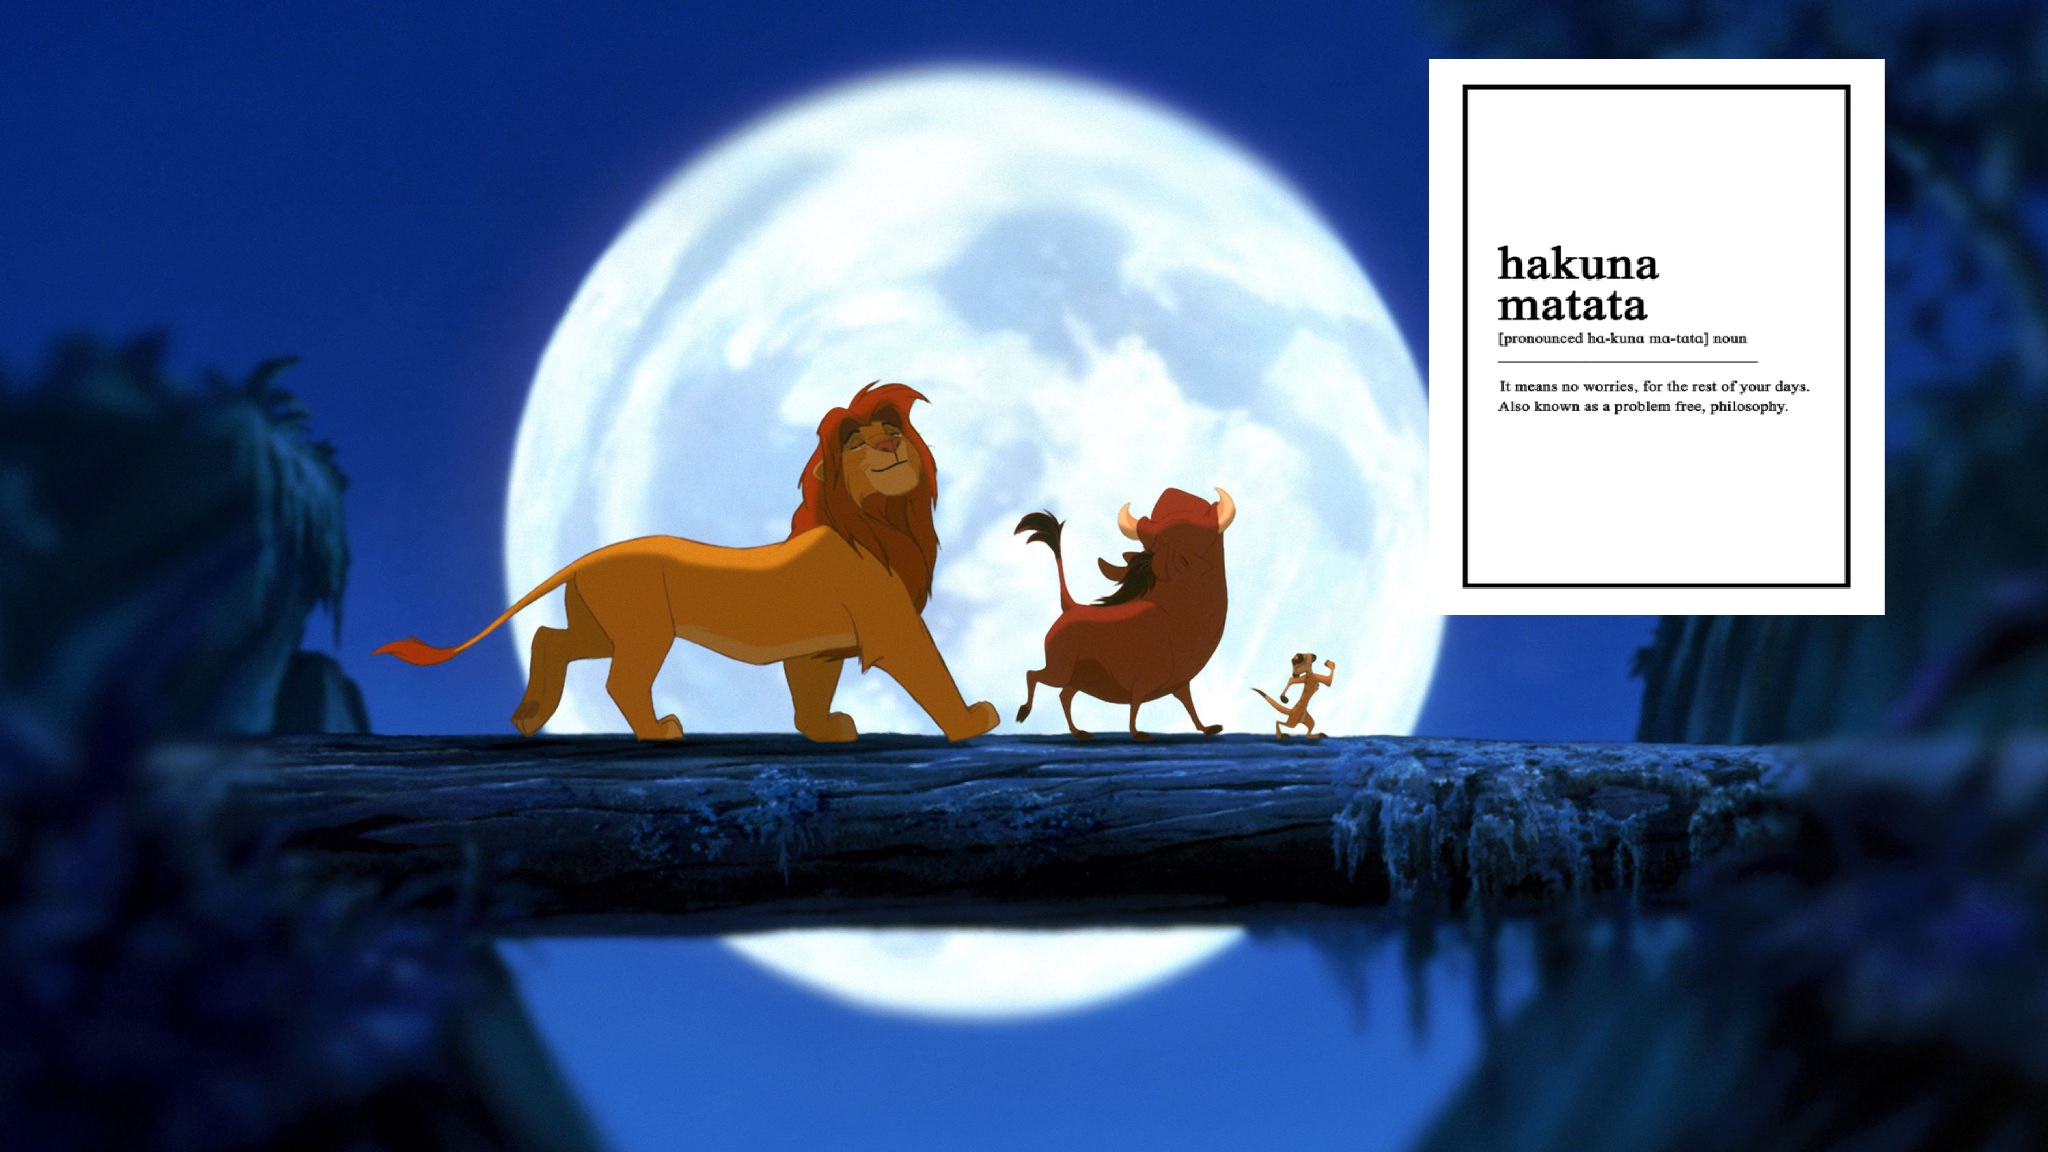 hakuna
matata
[pronounced ha-kuna ma-tata] noun
It means no worries, for the rest of your days.
Also known as a problem free, philosophy.